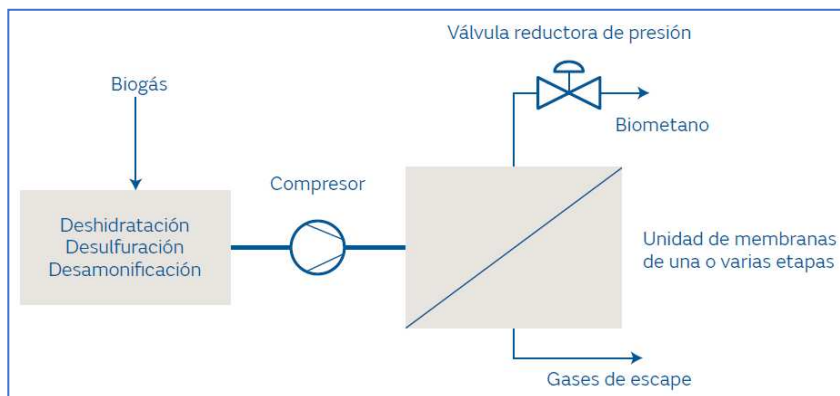 Válvula reductora de presión
Biogás
Biometano
Compresor
Deshidratación
Desulfuración
Desamonificación
Unidad de membranas
de una o varias etapas
Gases de escape